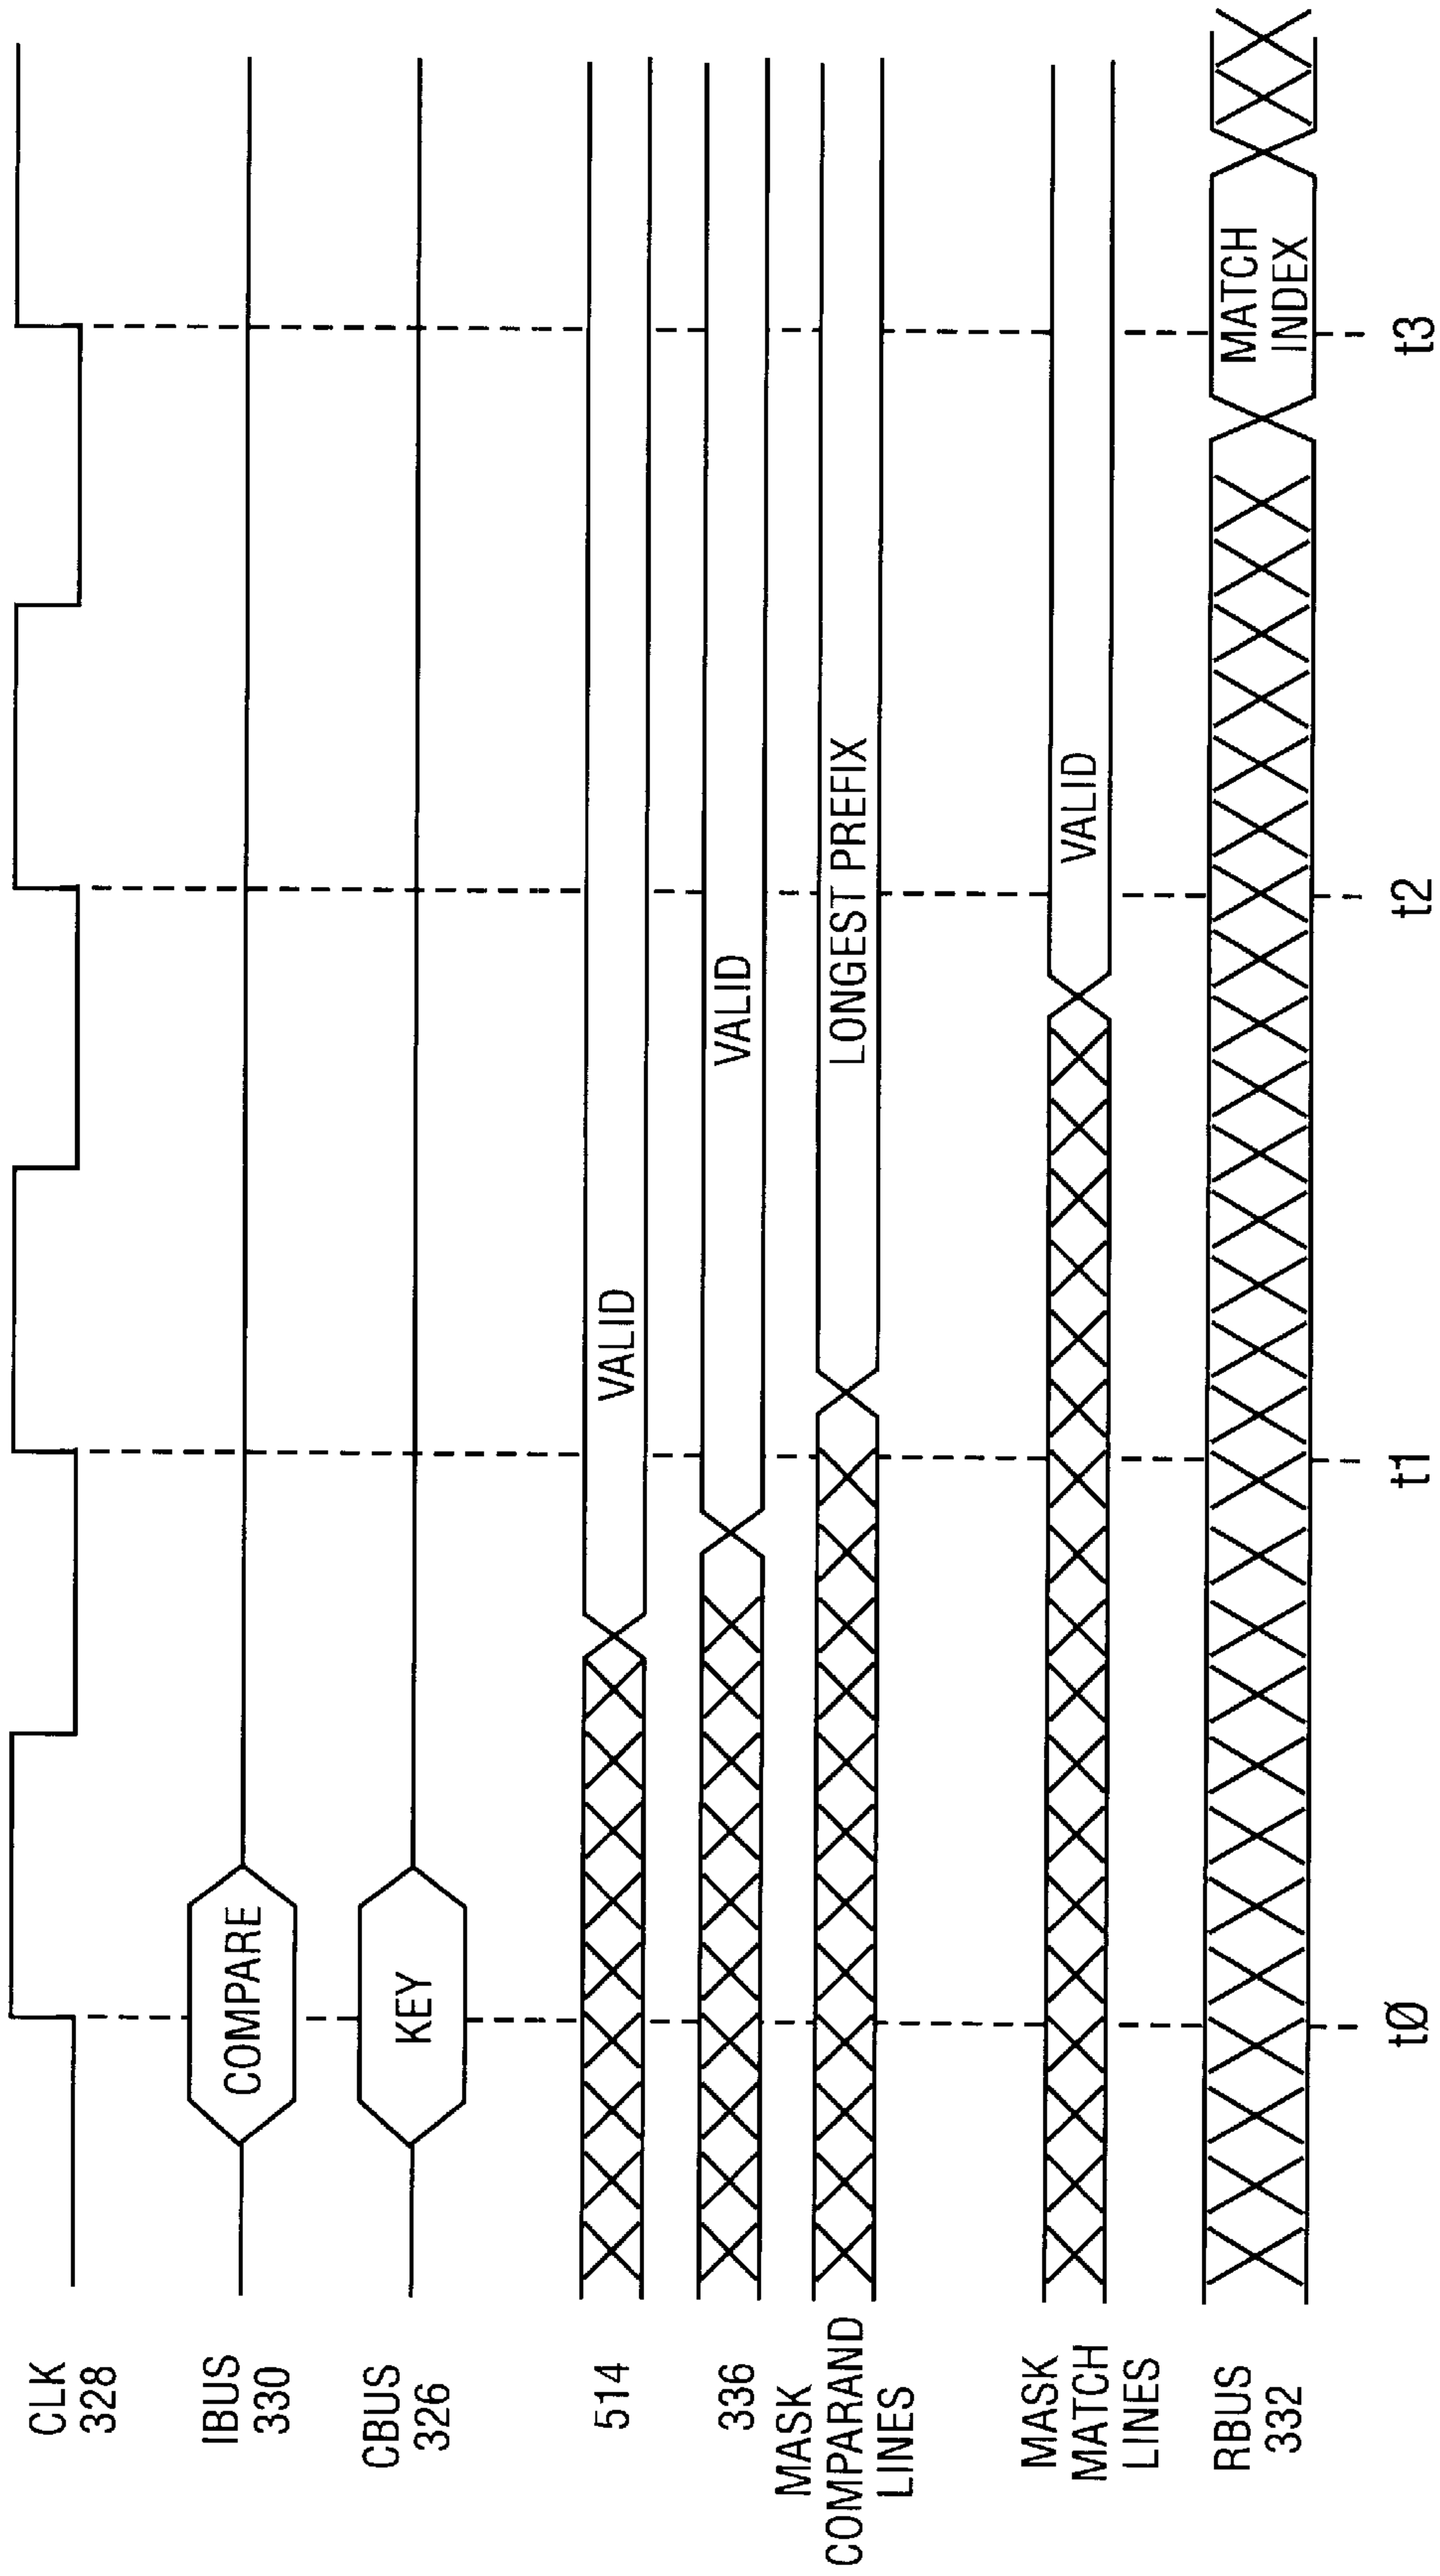 CLK
328
IBUS
330
COMPARE
CBUS
326
KEY
514
VALID
336
VALID
MASK
COMPARAND
LINES
LONGEST PREFIX
MASK
MATCH
LINES
VALID
RBUS
332
MATCH
INDEX
tØ
t1
t2
t3